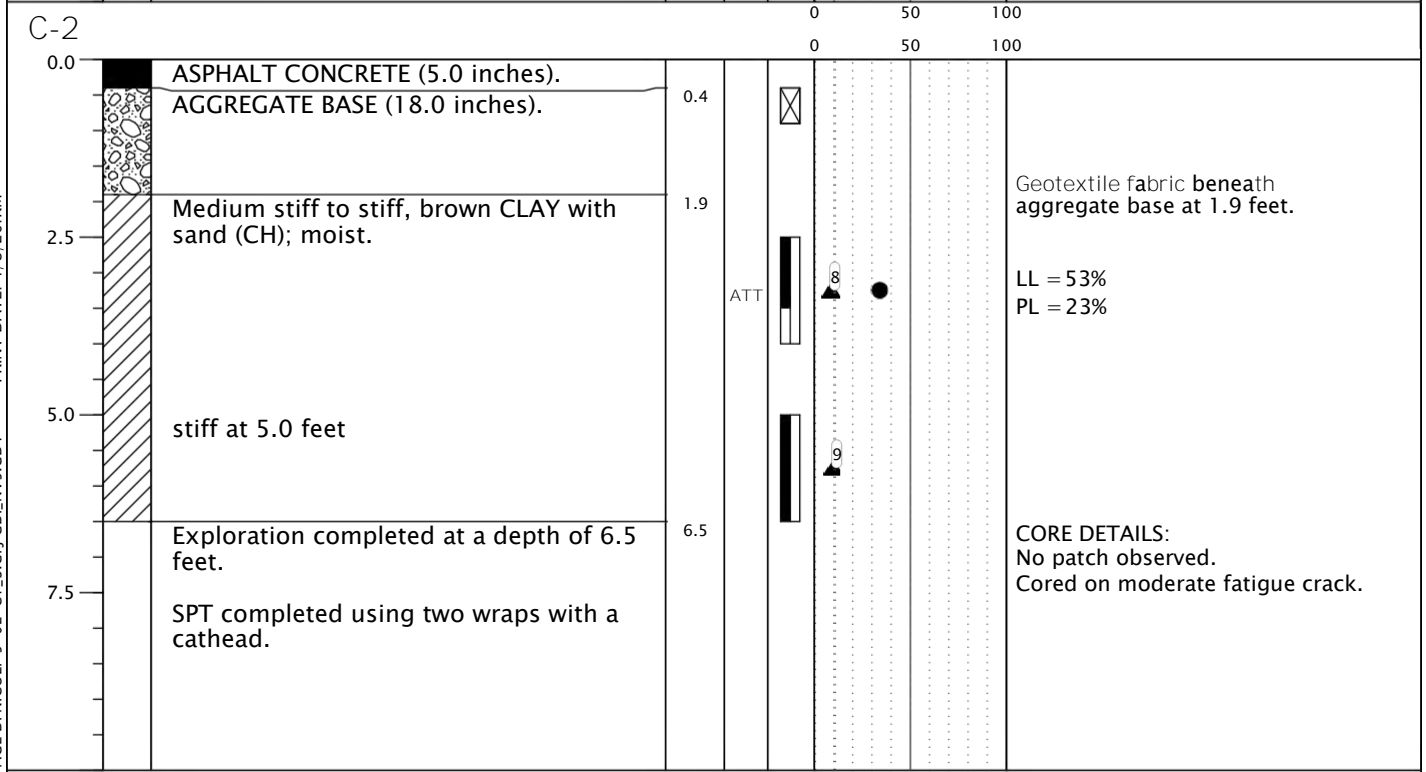 0 50 100
C-2
0 50 100
0.0
ASPHALT CONCRETE (5.0 inches).
0.4
AGGREGATE BASE (18.0 inches).
Geotextile fabric beneath
aggregate base at 1.9 feet.
1.9
Medium stiff to stiff, brown CLAY with
sand (CH); moist.
2.5
8
LL = 53%
ATT
PL = 23%
5.0
stiff at 5.0 feet
9
6.5
Exploration completed at a depth of 6.5
feet.
CORE DETAILS:
No patch observed.
Cored on moderate fatigue crack.
7.5
SPT completed using two wraps with a
cathead.